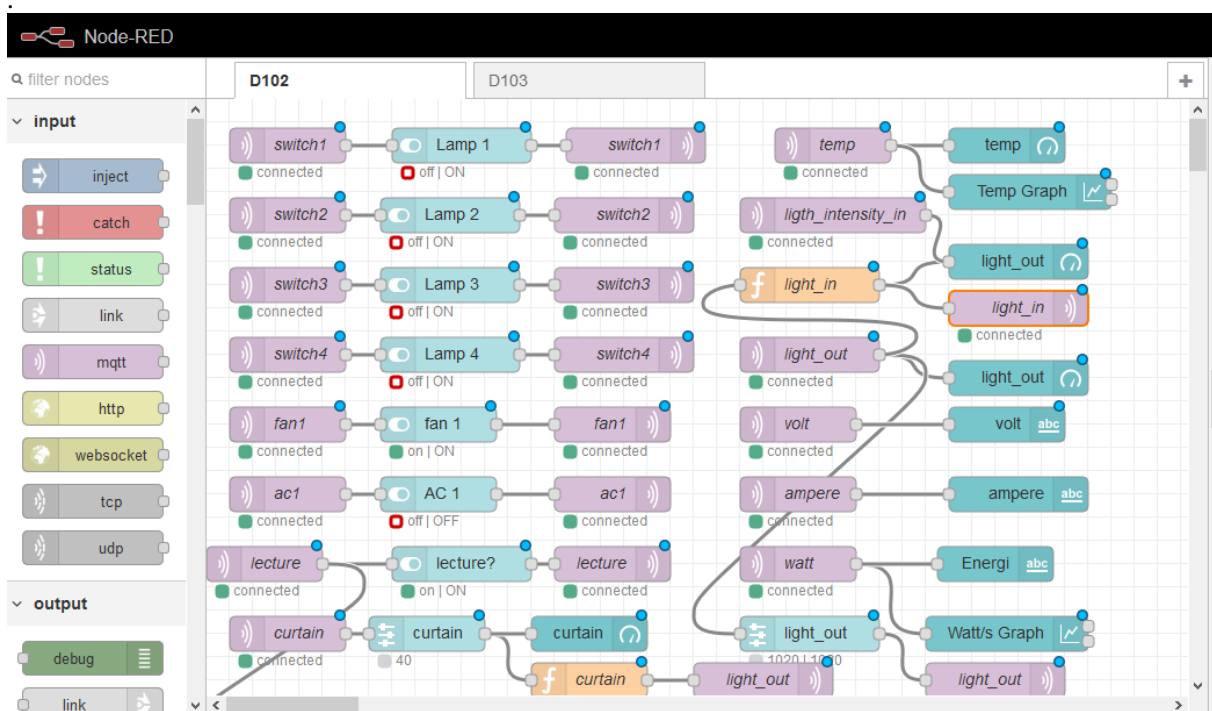 .
Node-RED
filter nodes
D102
D103
+
input
inject
catch
status
link
mqtt
http
websocket
tcp
udp
output
debug
link
switch1
connected
Lamp 1
off | ON
switch1
connected
temp
connected
temp
Temp Graph
switch2
connected
Lamp 2
off | ON
switch2
connected
ligth_intensity_in
connected
light_out
switch3
connected
Lamp 3
off | ON
switch3
connected
f light_in
light_in
connected
switch4
connected
Lamp 4
off | ON
switch4
connected
light_out
connected
light_out
fan1
connected
fan 1
on | ON
fan1
connected
volt
connected
volt abc
ac1
connected
AC 1
off | OFF
ac1
connected
ampere
connected
ampere abc
lecture
connected
lecture?
on | ON
lecture
connected
watt
connected
Energi abc
curtain
connected
curtain
40
curtain
light_out
1020 | 1020
Watt/s Graph
f curtain
light_out
light_out